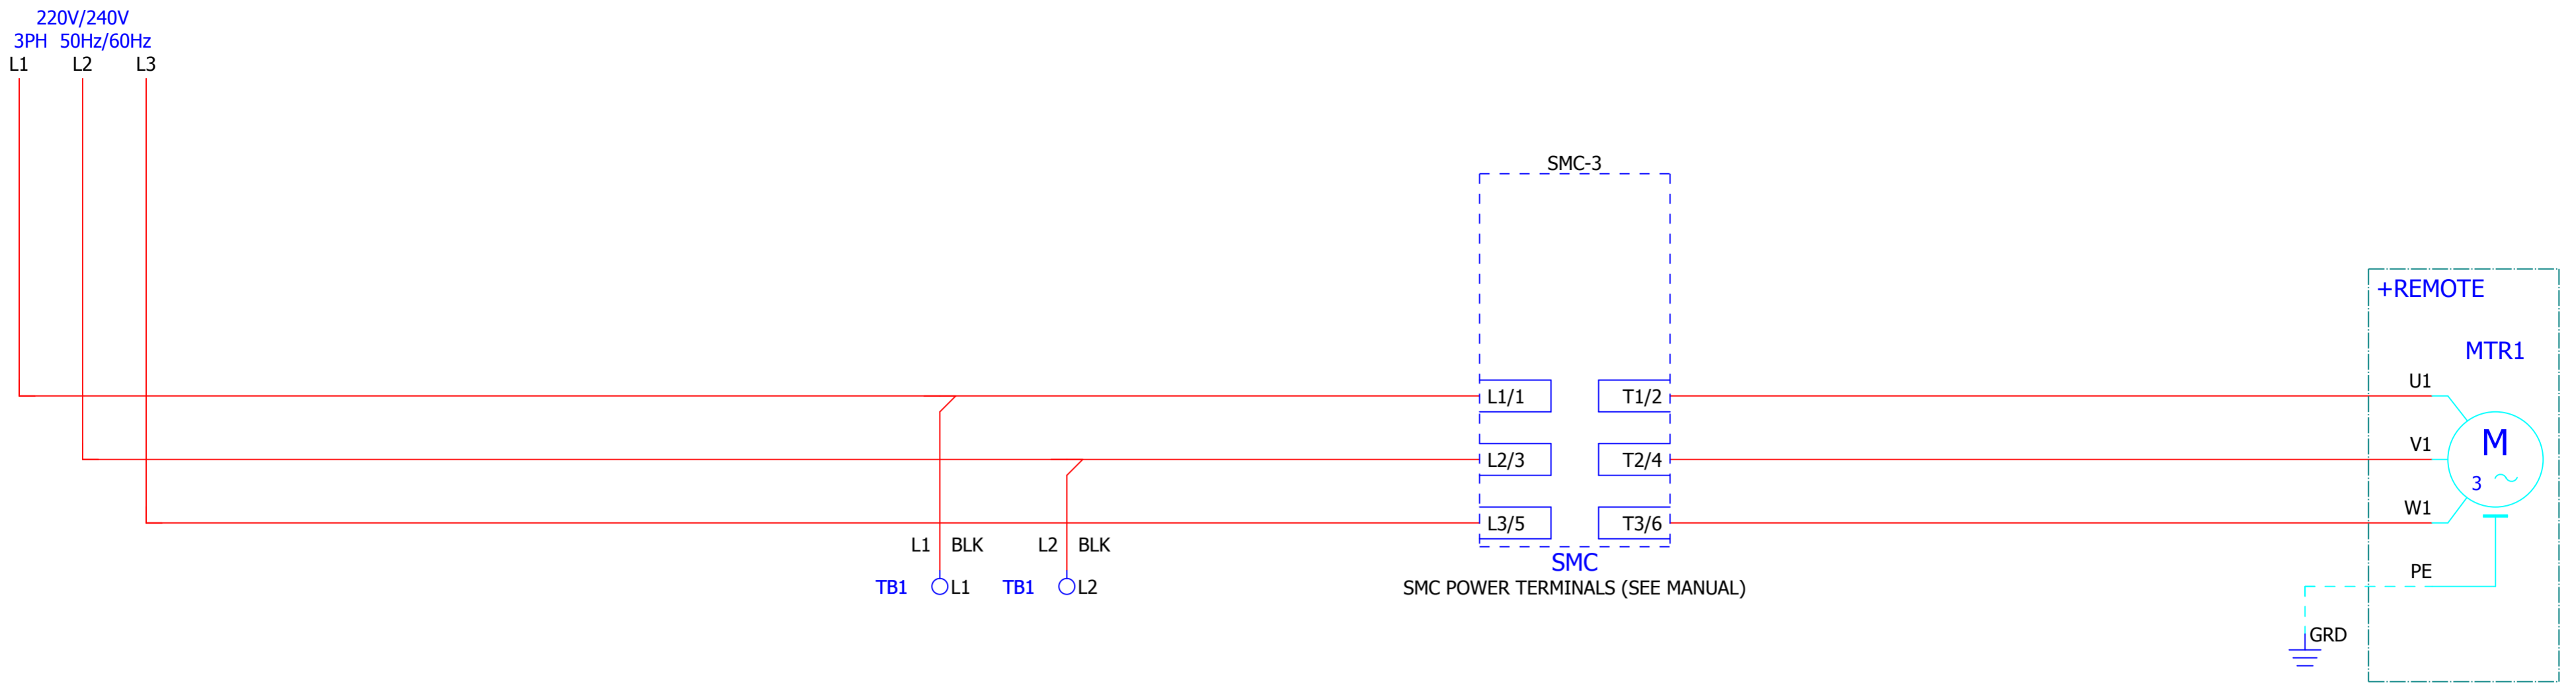 220V/240V
3PH 50Hz/60Hz
L1 L2 L3
SMC-3
+REMOTE
MTR1
U1
L1/1 T1/2
V1
M
L2/3 T2/4
3 ~
W1
L3/5 T3/6
L1 BLK L2 BLK
SMC
PE
TB1 L1 TB1 L2
SMC POWER TERMINALS (SEE MANUAL)
GRD